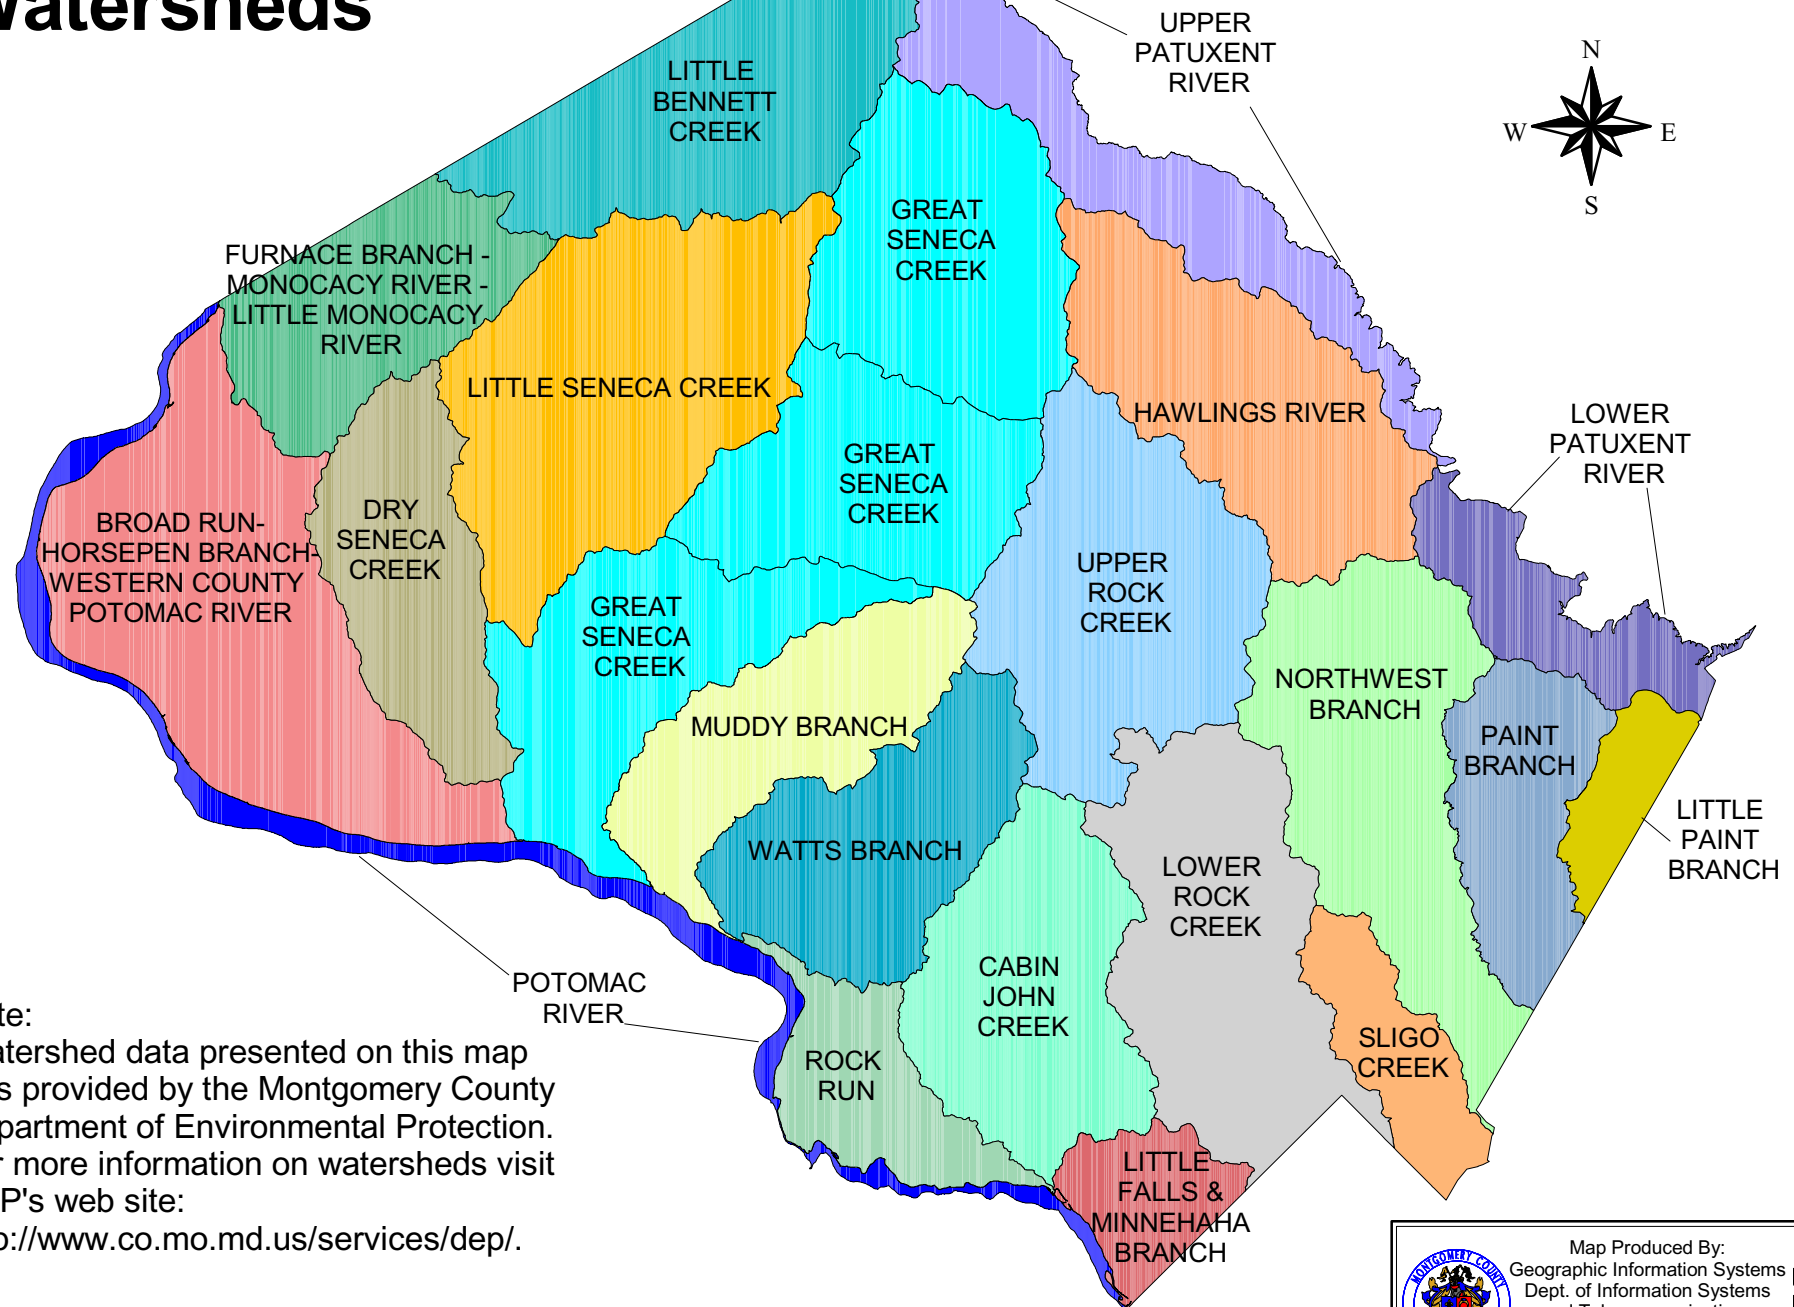 Watersheds
UPPER
PATUXENT
RIVER
N
W
E
S
LITTLE
BENNETT
CREEK
GREAT
SENECA
CREEK
FURNACE BRANCH -
MONOCACY RIVER -
LITTLE MONOCACY
RIVER
LITTLE SENECA CREEK
HAWLINGS RIVER
LOWER
PATUXENT
RIVER
GREAT
SENECA
CREEK
BROAD RUN-
HORSEPEN BRANCH-
WESTERN COUNTY
POTOMAC RIVER
DRY
SENECA
CREEK
UPPER
ROCK
CREEK
GREAT
SENECA
CREEK
NORTHWEST
BRANCH
MUDDY BRANCH
PAINT
BRANCH
LITTLE
PAINT
BRANCH
WATTS BRANCH
LOWER
ROCK
CREEK
CABIN
JOHN
CREEK
POTOMAC
RIVER
ROCK
RUN
SLIGO
CREEK
LITTLE
FALLS &
MINNEHAHA
BRANCH
te:
atershed data presented on this map
s provided by the Montgomery County
partment of Environmental Protection.
r more information on watersheds visit
P's web site:
p://www.co.mo.md.us/services/dep/.
MONTGOMERY COUNTY
Map Produced By:
Geographic Information Systems
Dept. of Information Systems